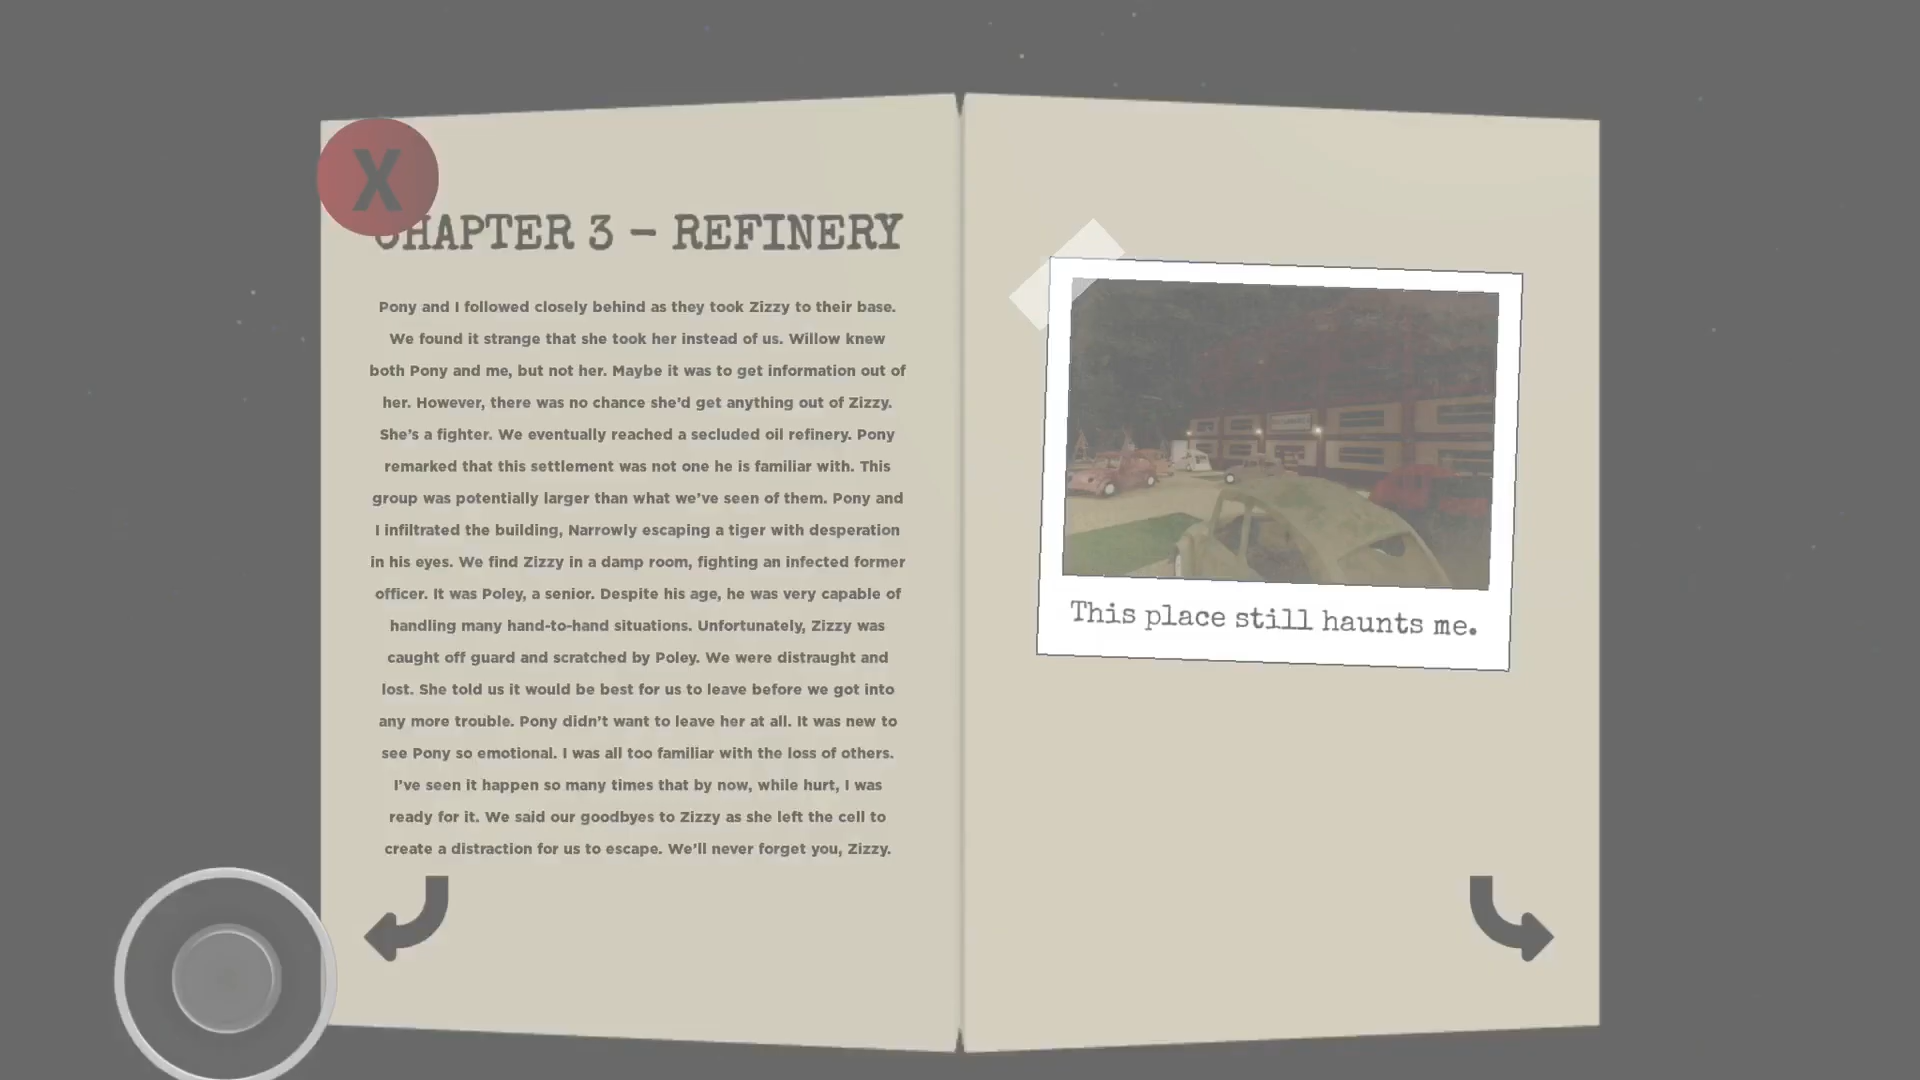 X
CHAPTER 3 - REFINERY
Pony and I followed closely behind as they took Zizzy to their base.
We found it strange that she took her instead of us. Willow knew
both Pony and me, but not her. Maybe it was to get information out of
her. However, there was no chance she'd get anything out of Zizzy.
She's a fighter. We eventually reached a secluded oil refinery. Pony
remarked that this settlement was not one he is familiar with. This
group was potentially larger than what we've seen of them. Pony and
I infiltrated the building, Narrowly escaping a tiger with desperation
in his eyes. We find Zizzy in a damp room, fighting an infected former
officer. It was Poley, a senior. Despite his age, he was very capable of
handling many hand-to-hand situations. Unfortunately, Zizzy was
caught off guard and scratched by Poley. We were distraught and
lost. She told us it would be best for us to leave before we got into
any more trouble. Pony didn't want to leave her at all. It was new to
see Pony so emotional. I was all too familiar with the loss of others.
I've seen it happen so many times that by now, while hurt, I was
ready for it. We said our goodbyes to Zizzy as she left the cell to
create a distraction for us to escape. We'll never forget you, Zizzy.
This place still haunts me.